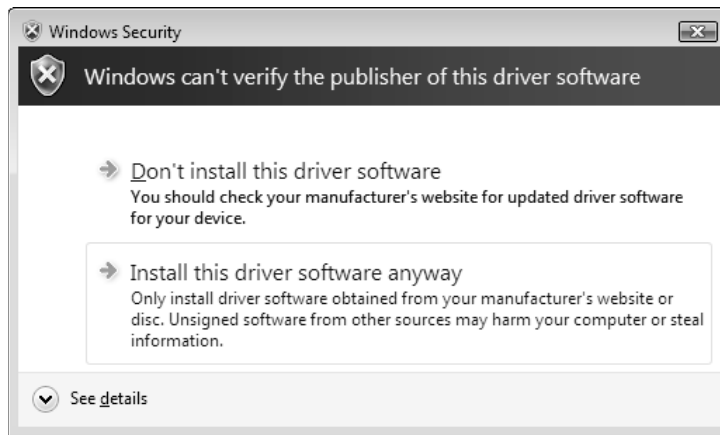 Windows Security
Windows can't verify the publisher of this driver software
Don't install this driver software
You should check your manufacturer's website for updated driver software
for your device.
Install this driver software anyway
Only install driver software obtained from your manufacturer's website or
disc. Unsigned software from other sources may harm your computer or steal
information.
See details